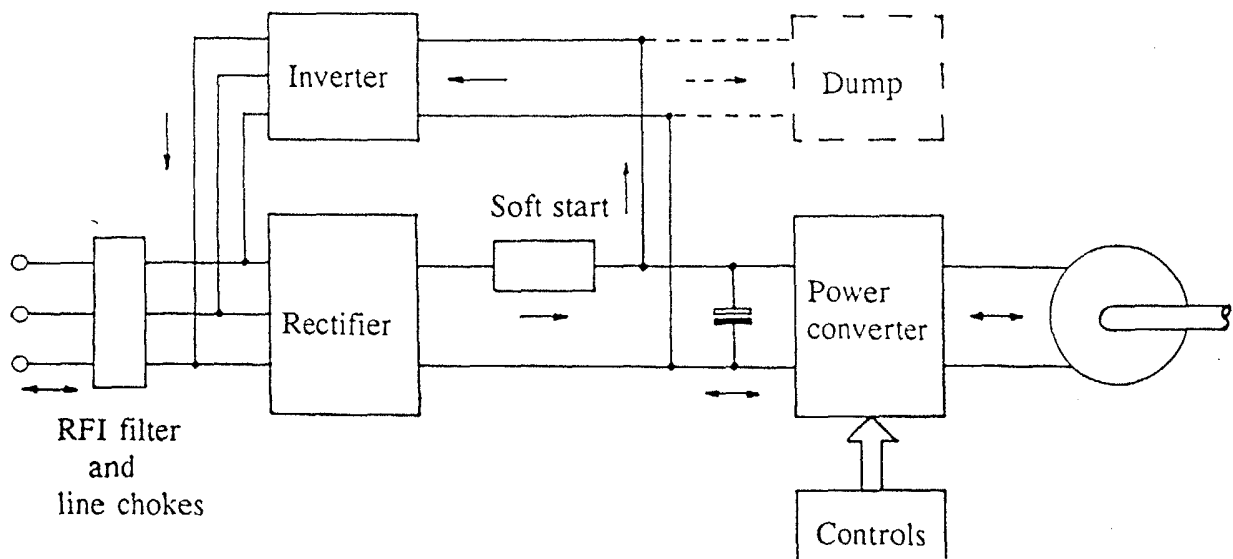 Inverter
Dump
Soft start
Rectifier
Power
converter
RFI filter
and
line chokes
Controls